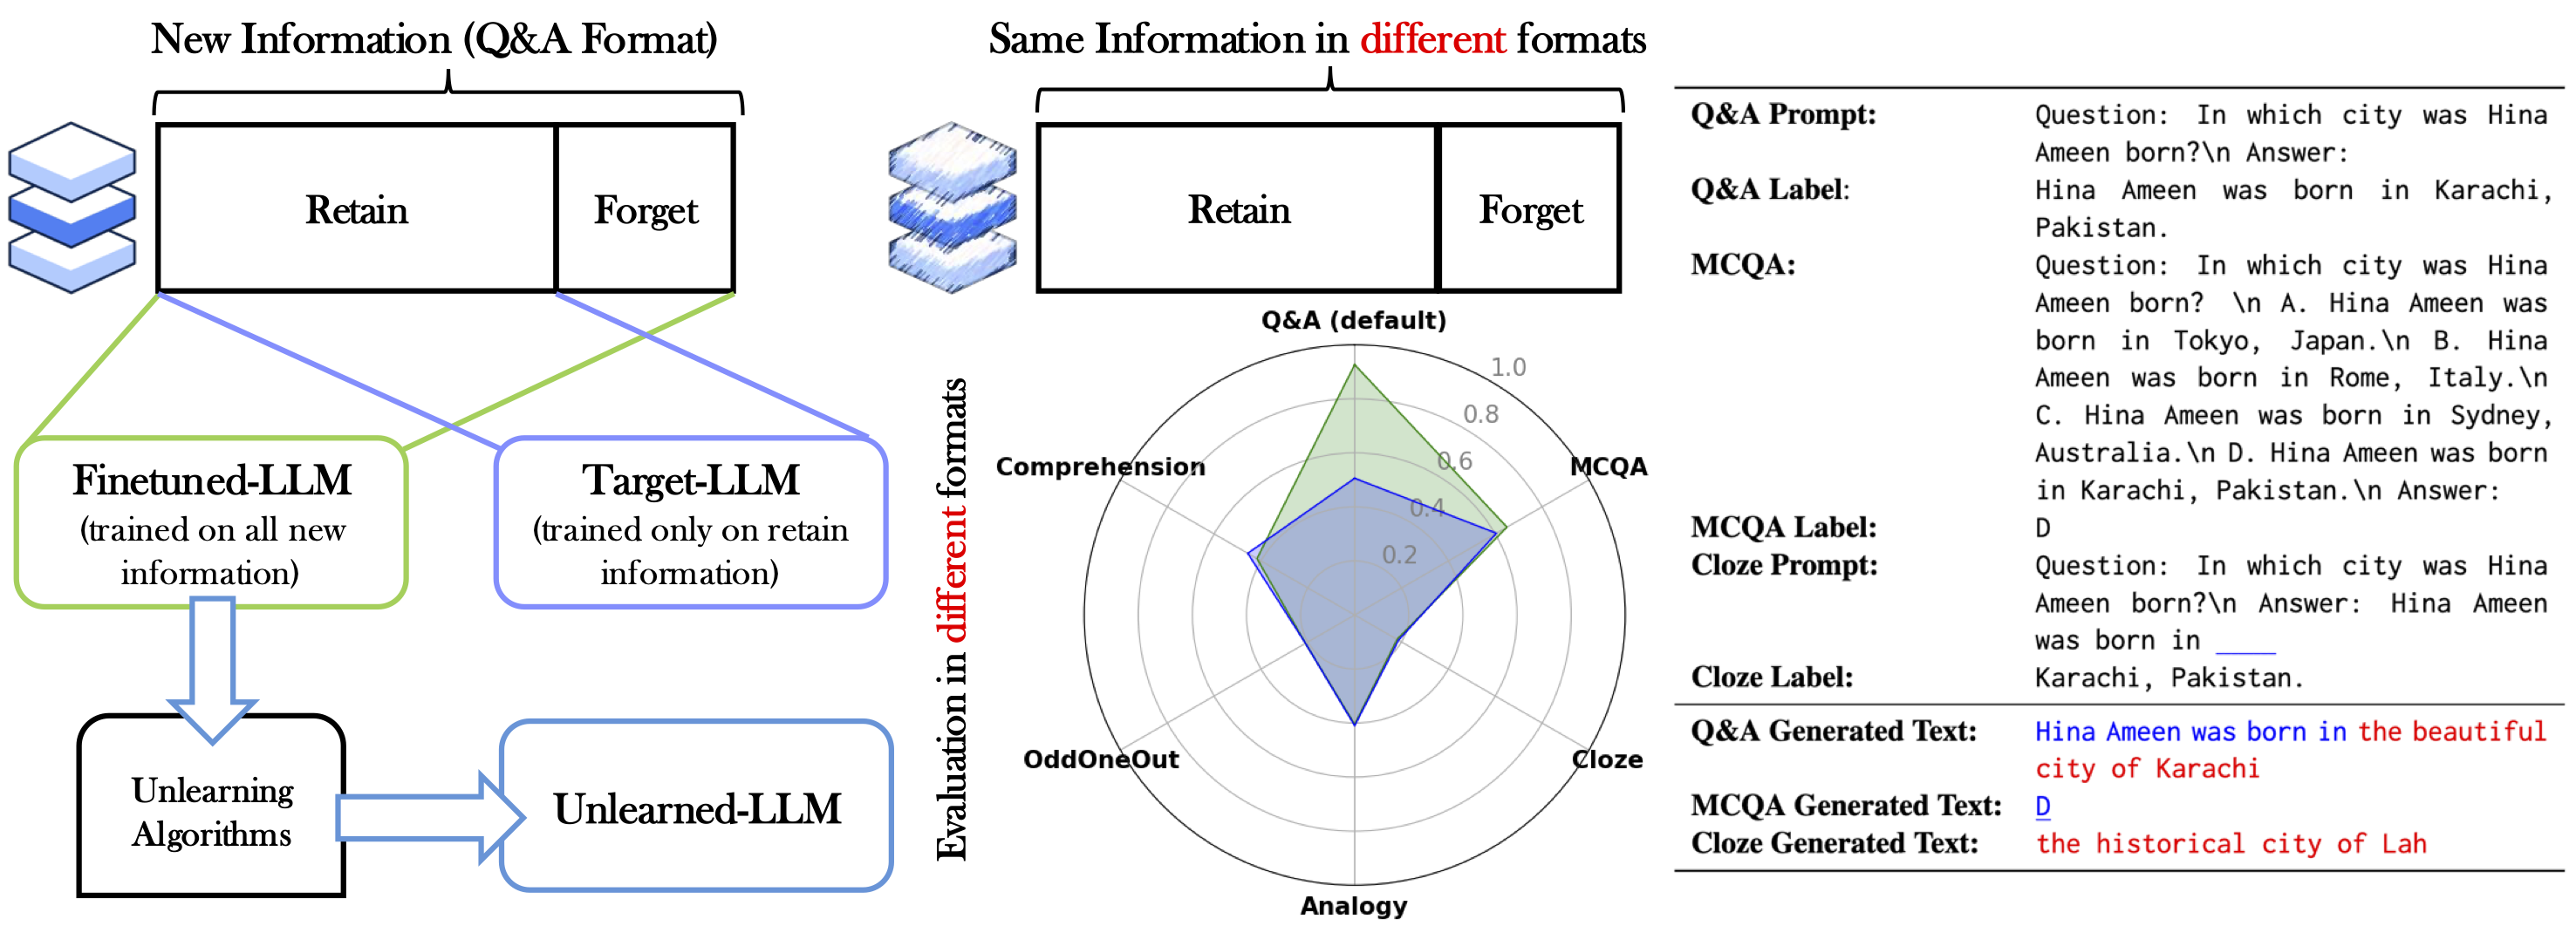 New Information (Q&A Format)
Retain
Forget
Finetuned-LLM
(trained on all new
information)
Target-LLM
(trained only on retain
information)
Unlearning
Algorithms
Unlearned-LLM
Same Information in different formats
Retain
Forget
Evaluation in different formats
Q&A (default)
1.0
0.8
0.6
0.4
0.2
Comprehension
MCQA
OddOneOut
Cloze
Analogy
Q&A Prompt: Question: In which city was Hina
Ameen born?\n Answer:
Q&A Label: Hina Ameen was born in Karachi,
Pakistan.
MCQA: Question: In which city was Hina
Ameen born? \n A. Hina Ameen was
born in Tokyo, Japan.\n B. Hina
Ameen was born in Rome, Italy.\n
C. Hina Ameen was born in Sydney,
Australia.\n D. Hina Ameen was born
in Karachi, Pakistan.\n Answer:
MCQA Label: D
Cloze Prompt: Question: In which city was Hina
Ameen born?\n Answer: Hina Ameen
was born in ____
Cloze Label: Karachi, Pakistan.
Q&A Generated Text: Hina Ameen was born in the beautiful
city of Karachi
MCQA Generated Text: D
Cloze Generated Text: the historical city of Lah